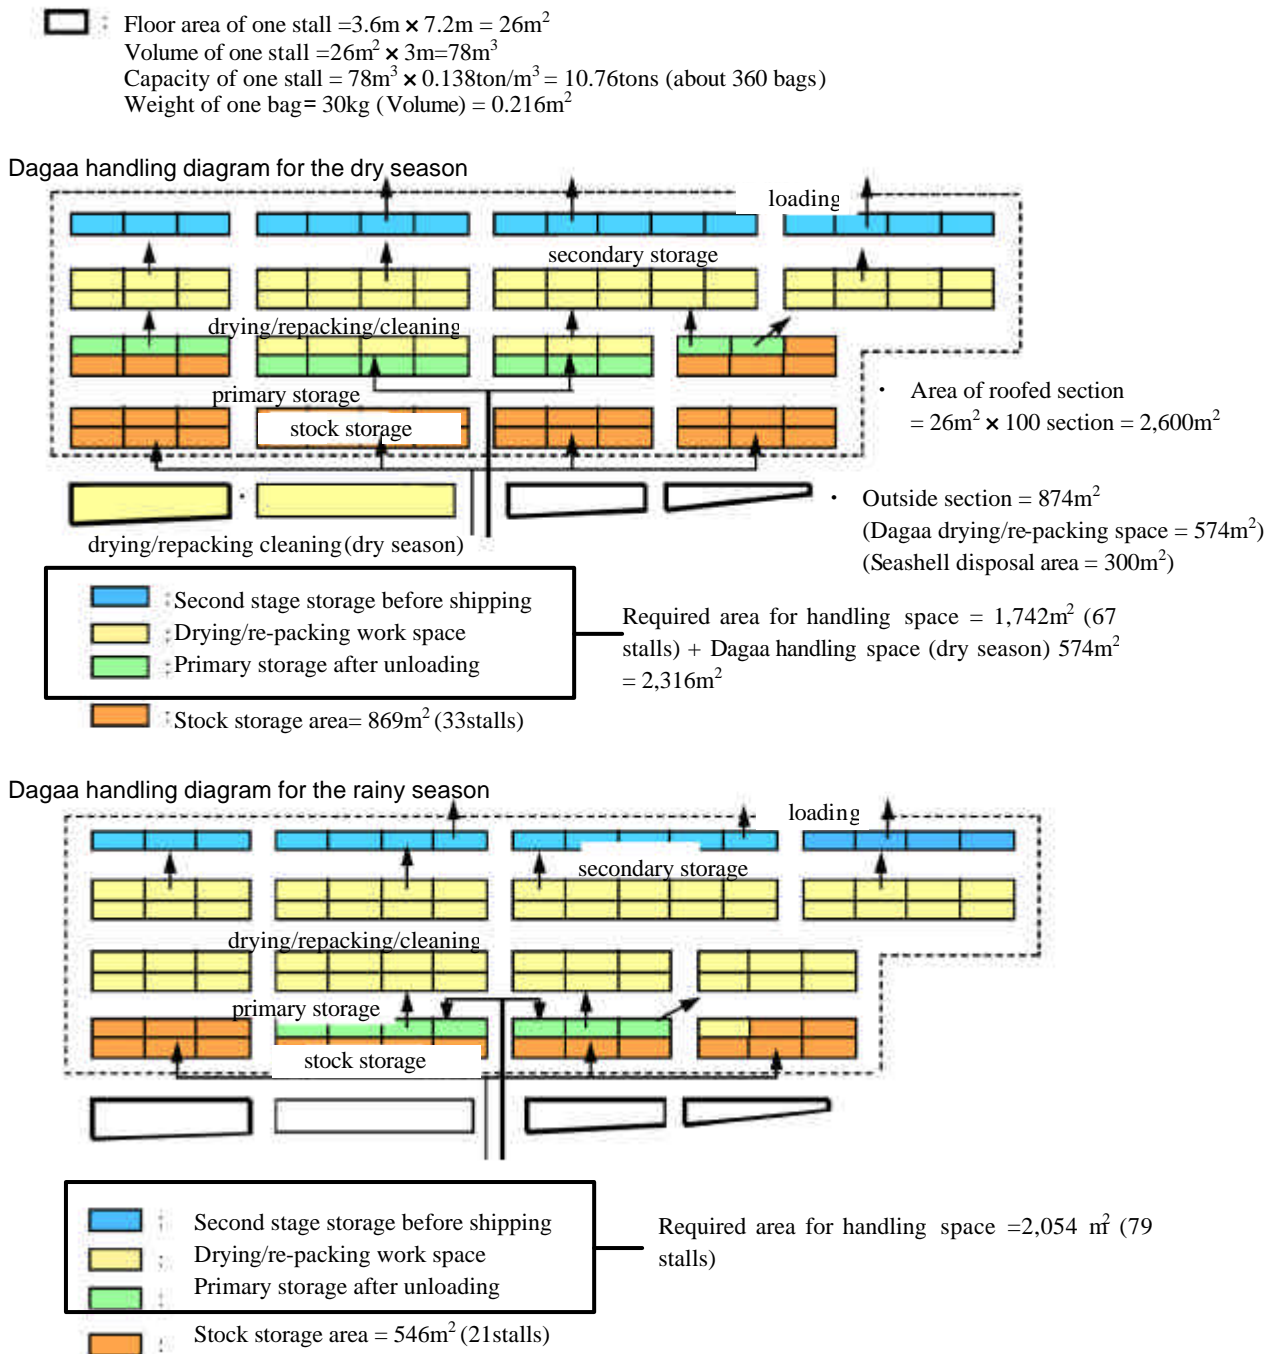 : Floor area of one stall =3.6m × 7.2m = 26m²
Volume of one stall =26m² × 3m=78m³
Capacity of one stall = 78m³ × 0.138ton/m³ = 10.76tons (about 360 bags)
Weight of one bag= 30kg (Volume) = 0.216m²
Dagaa handling diagram for the dry season
loading
secondary storage
drying/repacking/cleaning
primary storage
stock storage
・ Area of roofed section
= 26m² × 100 section = 2,600m²
・ Outside section = 874m²
(Dagaa drying/re-packing space = 574m²)
(Seashell disposal area = 300m²)
drying/repacking cleaning (dry season)
: Second stage storage before shipping
: Drying/re-packing work space
: Primary storage after unloading
Required area for handling space = 1,742m² (67
stalls) + Dagaa handling space (dry season) 574m²
= 2,316m²
: Stock storage area= 869m² (33stalls)
Dagaa handling diagram for the rainy season
loading
secondary storage
drying/repacking/cleaning
primary storage
stock storage
: Second stage storage before shipping
: Drying/re-packing work space
: Primary storage after unloading
Required area for handling space =2,054 m² (79
stalls)
: Stock storage area = 546m² (21stalls)